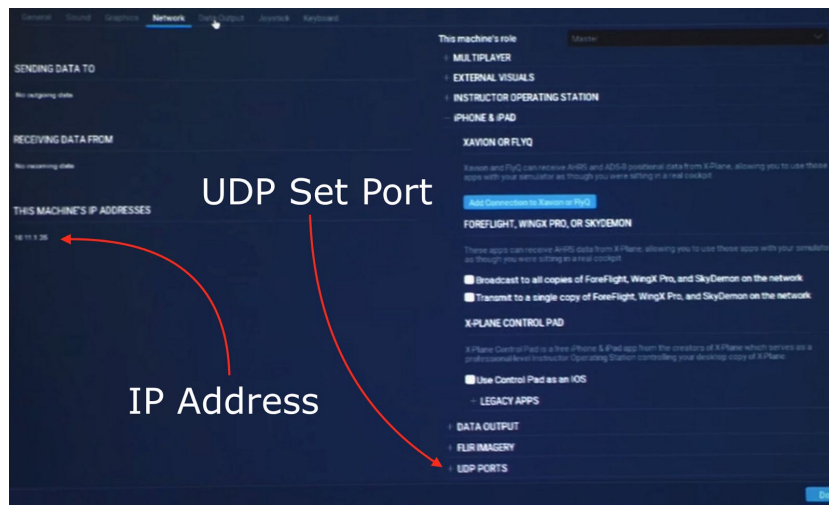 General Sound Graphics Network Data Output Joystick Keyboard
This machine's role Master
MULTIPLAYER
SENDING DATA TO
EXTERNAL VISUALS
No outgoing data
INSTRUCTOR OPERATING STATION
iPHONE & iPAD
RECEIVING DATA FROM
XAVION OR FLYQ
No incoming data
Xavion and FlyQ can receive AHRS and ADS-B positional data from X-Plane, allowing you to use those
apps with your simulator as though you were sitting in a real cockpit
UDP Set Port
Add Connection to Xavion or FlyQ
THIS MACHINE'S IP ADDRESSES
FOREFLIGHT, WINGX PRO, OR SKYDEMON
These apps can receive AHRS data from X-Plane, allowing you to use those apps with your simulator
as though you were sitting in a real cockpit
Broadcast to all copies of ForeFlight, WingX Pro, and SkyDemon on the network
Transmit to a single copy of ForeFlight, WingX Pro, and SkyDemon on the network
X-PLANE CONTROL PAD
X-Plane Control Pad is a free iPhone & iPad app from the creators of X-Plane which serves as a
professional-level Instructor Operating Station controlling your desktop copy of X-Plane
Use Control Pad as an IOS
IP Address
LEGACY APPS
DATA OUTPUT
FLIR IMAGERY
UDP PORTS